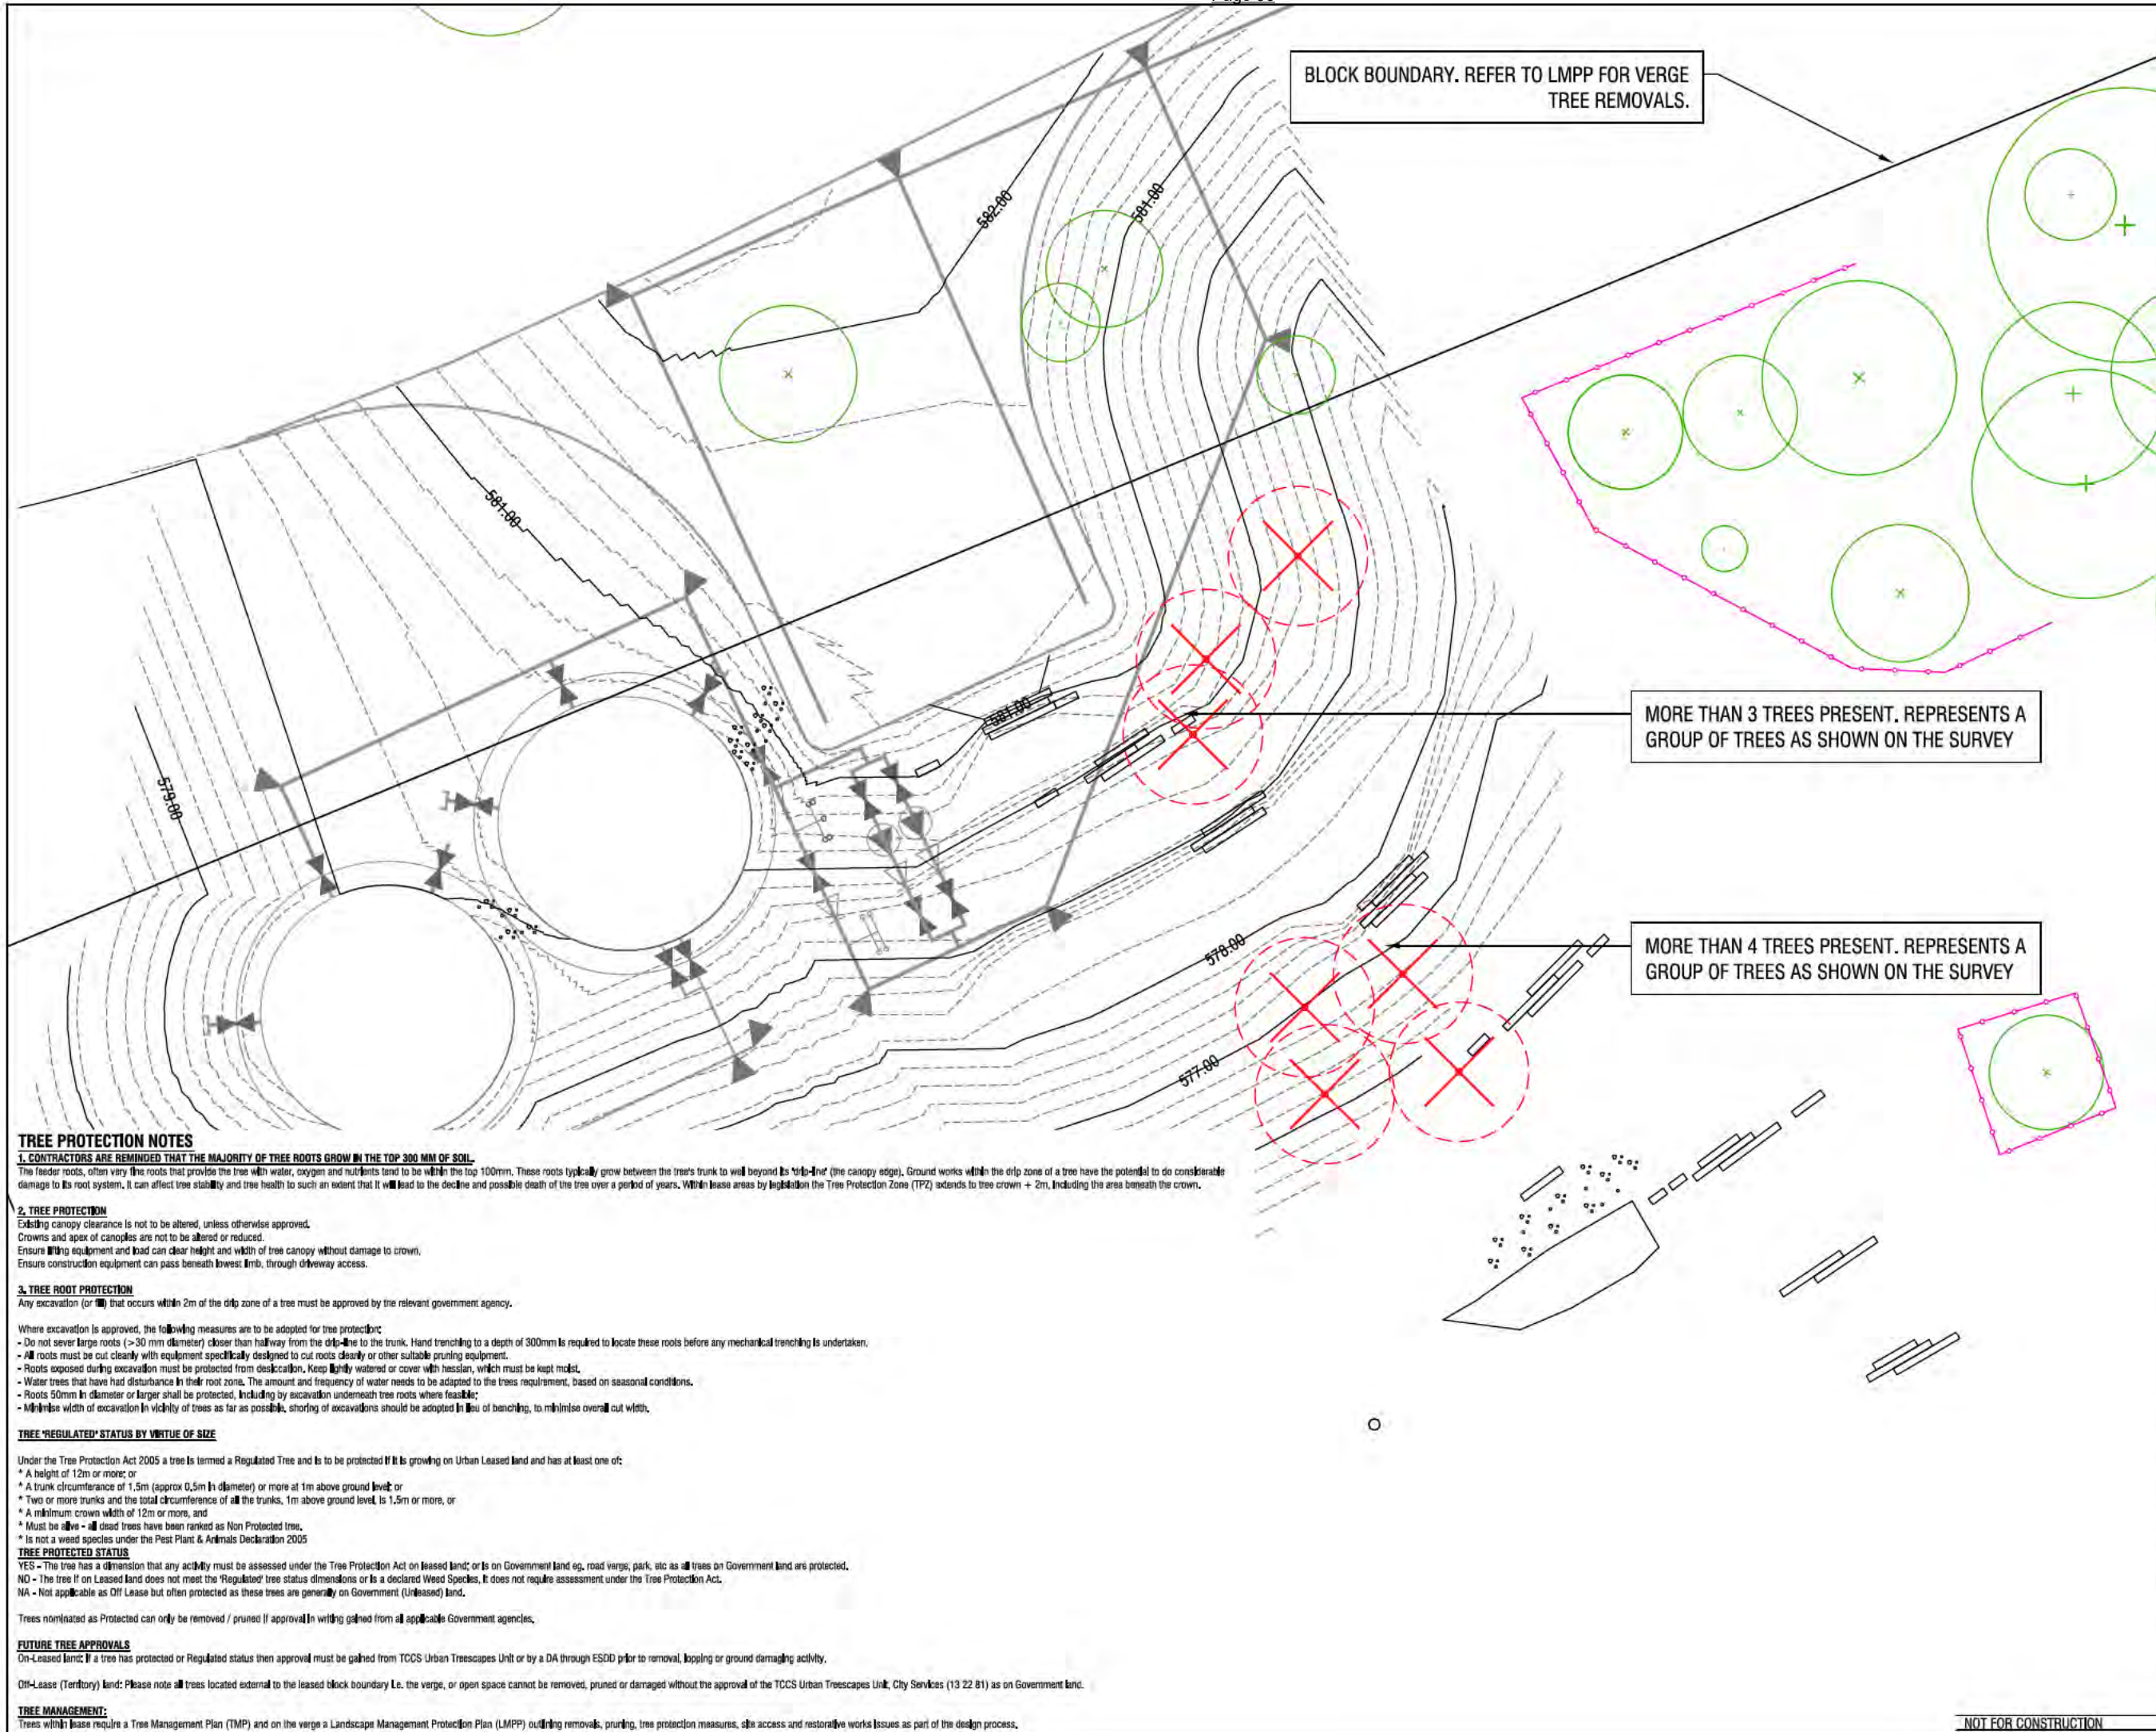 BLOCK BOUNDARY. REFER TO LMPP FOR VERGE
TREE REMOVALS.
582.00
581.00
581.00
581.00
579.00
MORE THAN 3 TREES PRESENT. REPRESENTS A
GROUP OF TREES AS SHOWN ON THE SURVEY
578.00
MORE THAN 4 TREES PRESENT. REPRESENTS A
GROUP OF TREES AS SHOWN ON THE SURVEY
577.00
TREE PROTECTION NOTES
1. CONTRACTORS ARE REMINDED THAT THE MAJORITY OF TREE ROOTS GROW IN THE TOP 300 MM OF SOIL.
The feeder roots, often very fine roots that provide the tree with water, oxygen and nutrients tend to be within the top 100mm. These roots typically grow between the tree's trunk to well beyond its 'drip-line' (the canopy edge). Ground works within the drip zone of a tree have the potential to do considerable
damage to its root system. It can affect tree stability and tree health to such an extent that it will lead to the decline and possible death of the tree over a period of years. Within lease areas by legislation the Tree Protection Zone (TPZ) extends to tree crown + 2m, including the area beneath the crown.
2. TREE PROTECTION
Existing canopy clearance is not to be altered, unless otherwise approved.
Crowns and apex of canopies are not to be altered or reduced.
Ensure lifting equipment and load can clear height and width of tree canopy without damage to crown.
Ensure construction equipment can pass beneath lowest limb, through driveway access.
3. TREE ROOT PROTECTION
Any excavation (or fill) that occurs within 2m of the drip zone of a tree must be approved by the relevant government agency.
Where excavation is approved, the following measures are to be adopted for tree protection:
- Do not sever large roots (>30 mm diameter) closer than halfway from the drip-line to the trunk. Hand trenching to a depth of 300mm is required to locate these roots before any mechanical trenching is undertaken.
- All roots must be cut cleanly with equipment specifically designed to cut roots cleanly or other suitable pruning equipment.
- Roots exposed during excavation must be protected from desiccation. Keep lightly watered or cover with hessian, which must be kept moist.
- Water trees that have had disturbance in their root zone. The amount and frequency of water needs to be adapted to the trees requirement, based on seasonal conditions.
- Roots 50mm in diameter or larger shall be protected, including by excavation underneath tree roots where feasible;
- Minimise width of excavation in vicinity of trees as far as possible, shoring of excavations should be adopted in lieu of benching, to minimise overall cut width.
TREE 'REGULATED' STATUS BY VIRTUE OF SIZE
Under the Tree Protection Act 2005 a tree is termed a Regulated Tree and is to be protected if it is growing on Urban Leased land and has at least one of:
* A height of 12m or more; or
* A trunk circumferance of 1.5m (approx 0.5m in diameter) or more at 1m above ground level; or
* Two or more trunks and the total circumference of all the trunks, 1m above ground level, is 1.5m or more, or
* A minimum crown width of 12m or more, and
* Must be alive - all dead trees have been ranked as Non Protected tree.
* Is not a weed species under the Pest Plant & Animals Declaration 2005
TREE PROTECTED STATUS
YES - The tree has a dimension that any activity must be assessed under the Tree Protection Act on leased land; or is on Government land eg. road verge, park, etc as all trees on Government land are protected.
NO - The tree if on Leased land does not meet the 'Regulated' tree status dimensions or is a declared Weed Species, it does not require assessment under the Tree Protection Act.
NA - Not applicable as Off Lease but often protected as these trees are generally on Government (Unleased) land.
Trees nominated as Protected can only be removed / pruned if approval in writing gained from all applicable Government agencies.
FUTURE TREE APPROVALS
On-Leased land: If a tree has protected or Regulated status then approval must be gained from TCCS Urban Treescapes Unit or by a DA through ESDD prior to removal, lopping or ground damaging activity.
Off-Lease (Territory) land: Please note all trees located external to the leased block boundary i.e. the verge, or open space cannot be removed, pruned or damaged without the approval of the TCCS Urban Treescapes Unit, City Services (13 22 81) as on Government land.
TREE MANAGEMENT:
Trees within lease require a Tree Management Plan (TMP) and on the verge a Landscape Management Protection Plan (LMPP) outlining removals, pruning, tree protection measures, site access and restorative works issues as part of the design process.
NOT FOR CONSTRUCTION